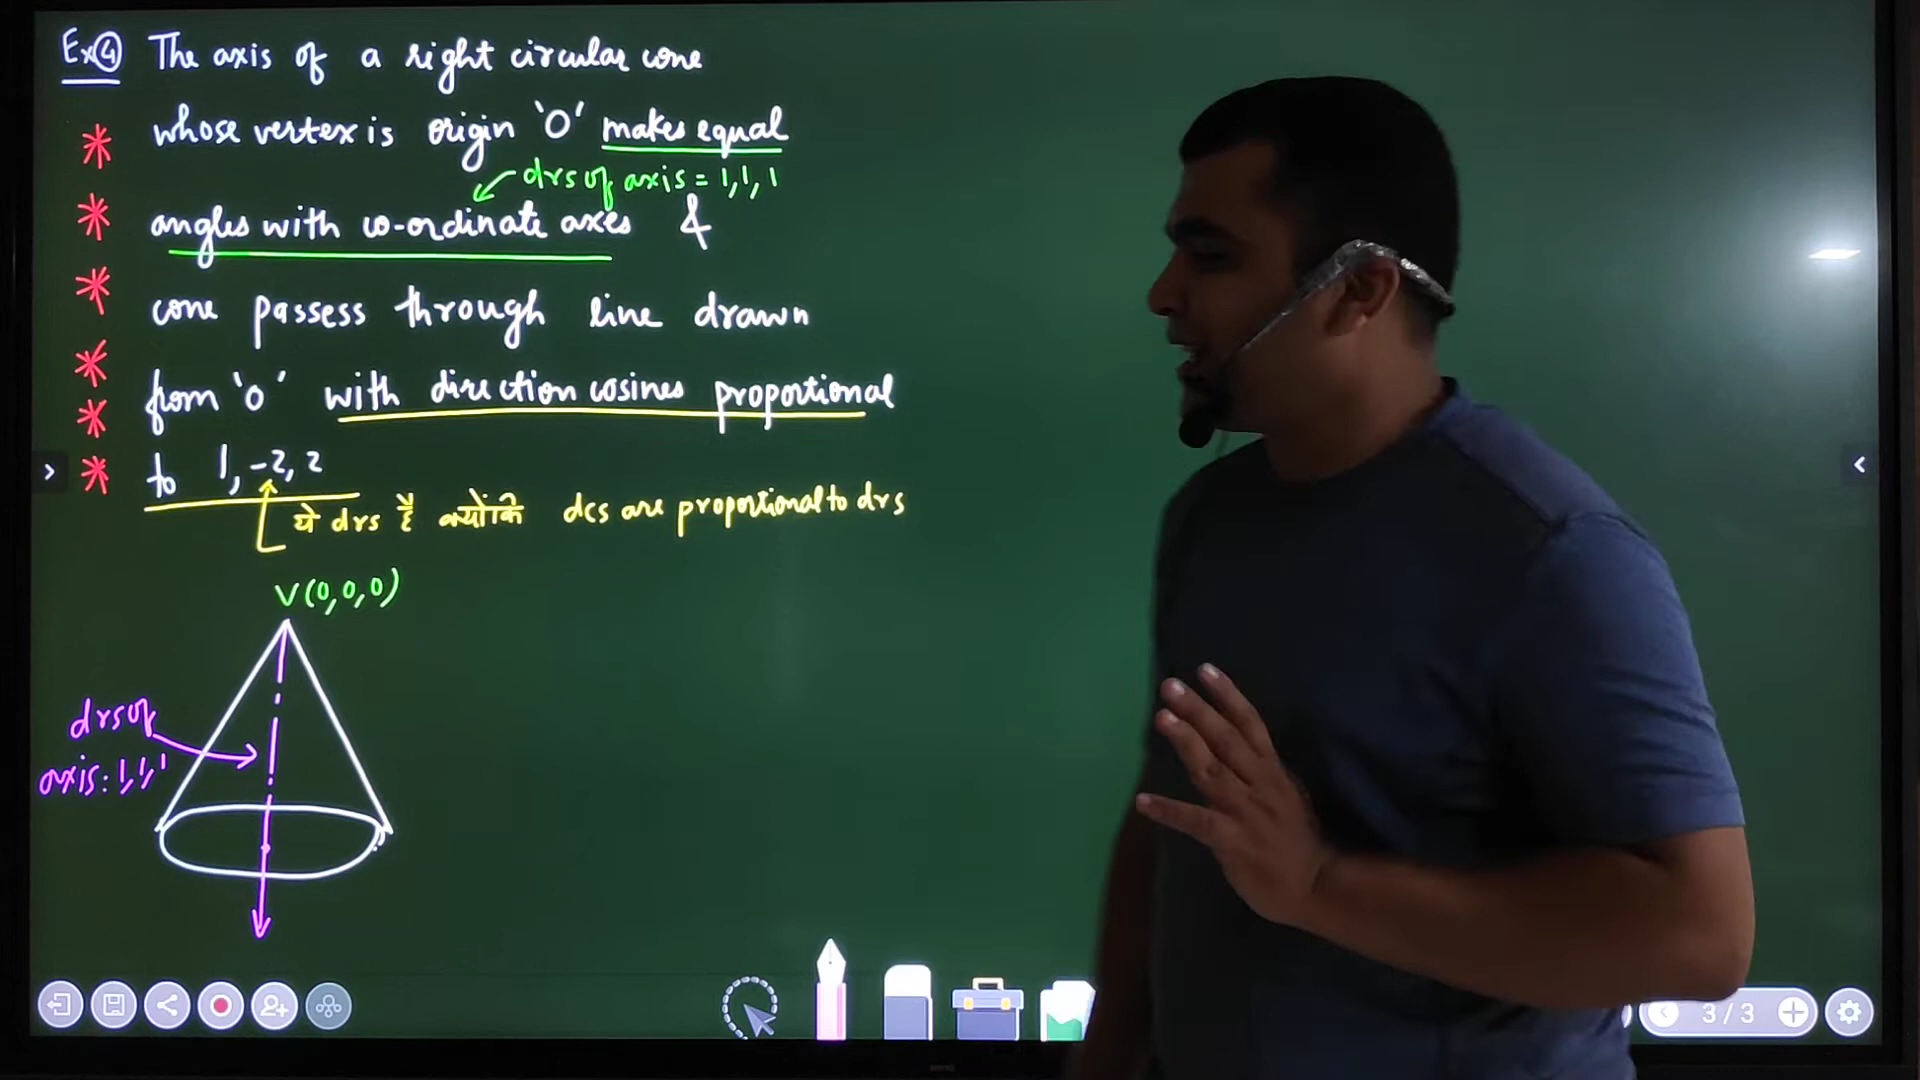 Ex④ The axis of a right circular cone
whose vertex is origin 'O' makes equal
drs of axis = 1, 1, 1
angles with co-ordinate axes &
cone passess through line drawn
from 'O' with direction cosines proportional
to 1, -2, 2
ये drs है क्योंकि dcs are proportional to drs
V(0,0,0)
drs of
axis: 1,1,1
3 / 3